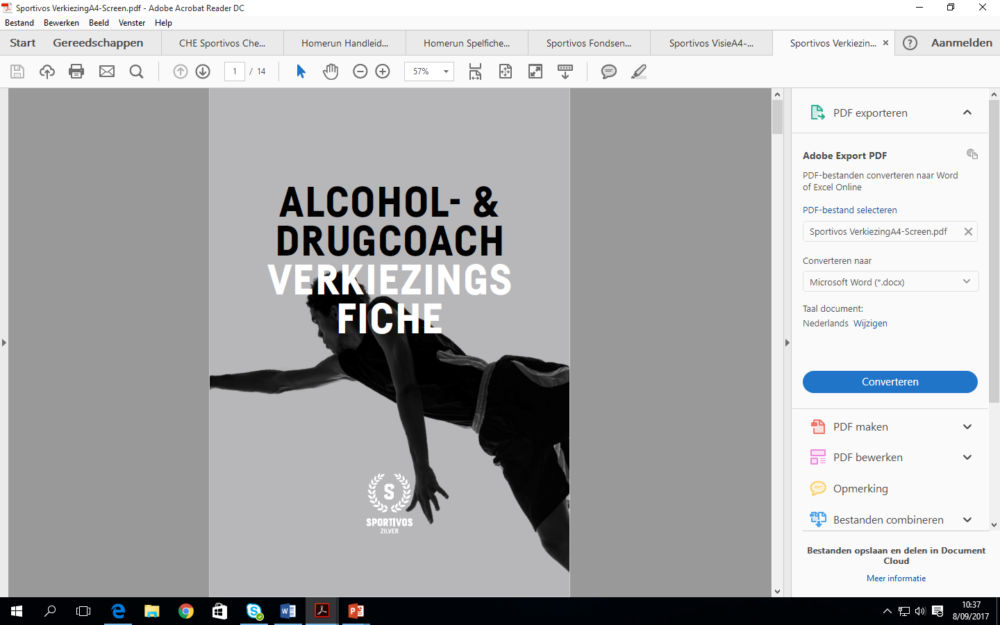 Sportivos VerkiezingA4-Screen.pdf - Adobe Acrobat Reader DC
Bestand Bewerken Beeld Venster Help
Start Gereedschappen CHE Sportivos Che... Homerun Handleid... Homerun Spelfiche... Sportivos Fondsen... Sportivos VisieA4-... Sportivos Verkiezin... Aanmelden
1 / 14 57%
ALCOHOL- &
DRUGCOACH
VERKIEZINGS
FICHE
S
SPORTIVOS
ZILVER
PDF exporteren
Adobe Export PDF
PDF-bestanden converteren naar Word
of Excel Online
PDF-bestand selecteren
Sportivos VerkiezingA4-Screen.pdf
Converteren naar
Microsoft Word (*.docx)
Taal document:
Nederlands Wijzigen
Converteren
PDF maken
PDF bewerken
Opmerking
Bestanden combineren
Bestanden opslaan en delen in Document
Cloud
Meer informatie
10:37
8/09/2017